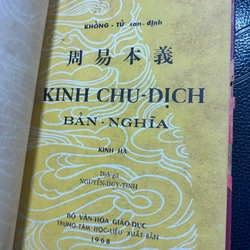 KHỔNG-TỬ san-định
周易本義
KINH CHU-DỊCH
BẢN-NGHĨA
KINH HẠ
Dịch giả
NGUYỄN-DUY-TINH
BỘ VĂN-HÓA GIÁO-DỤC
TRUNG-TÂM HỌC-LIỆU XUẤT-BẢN
1968